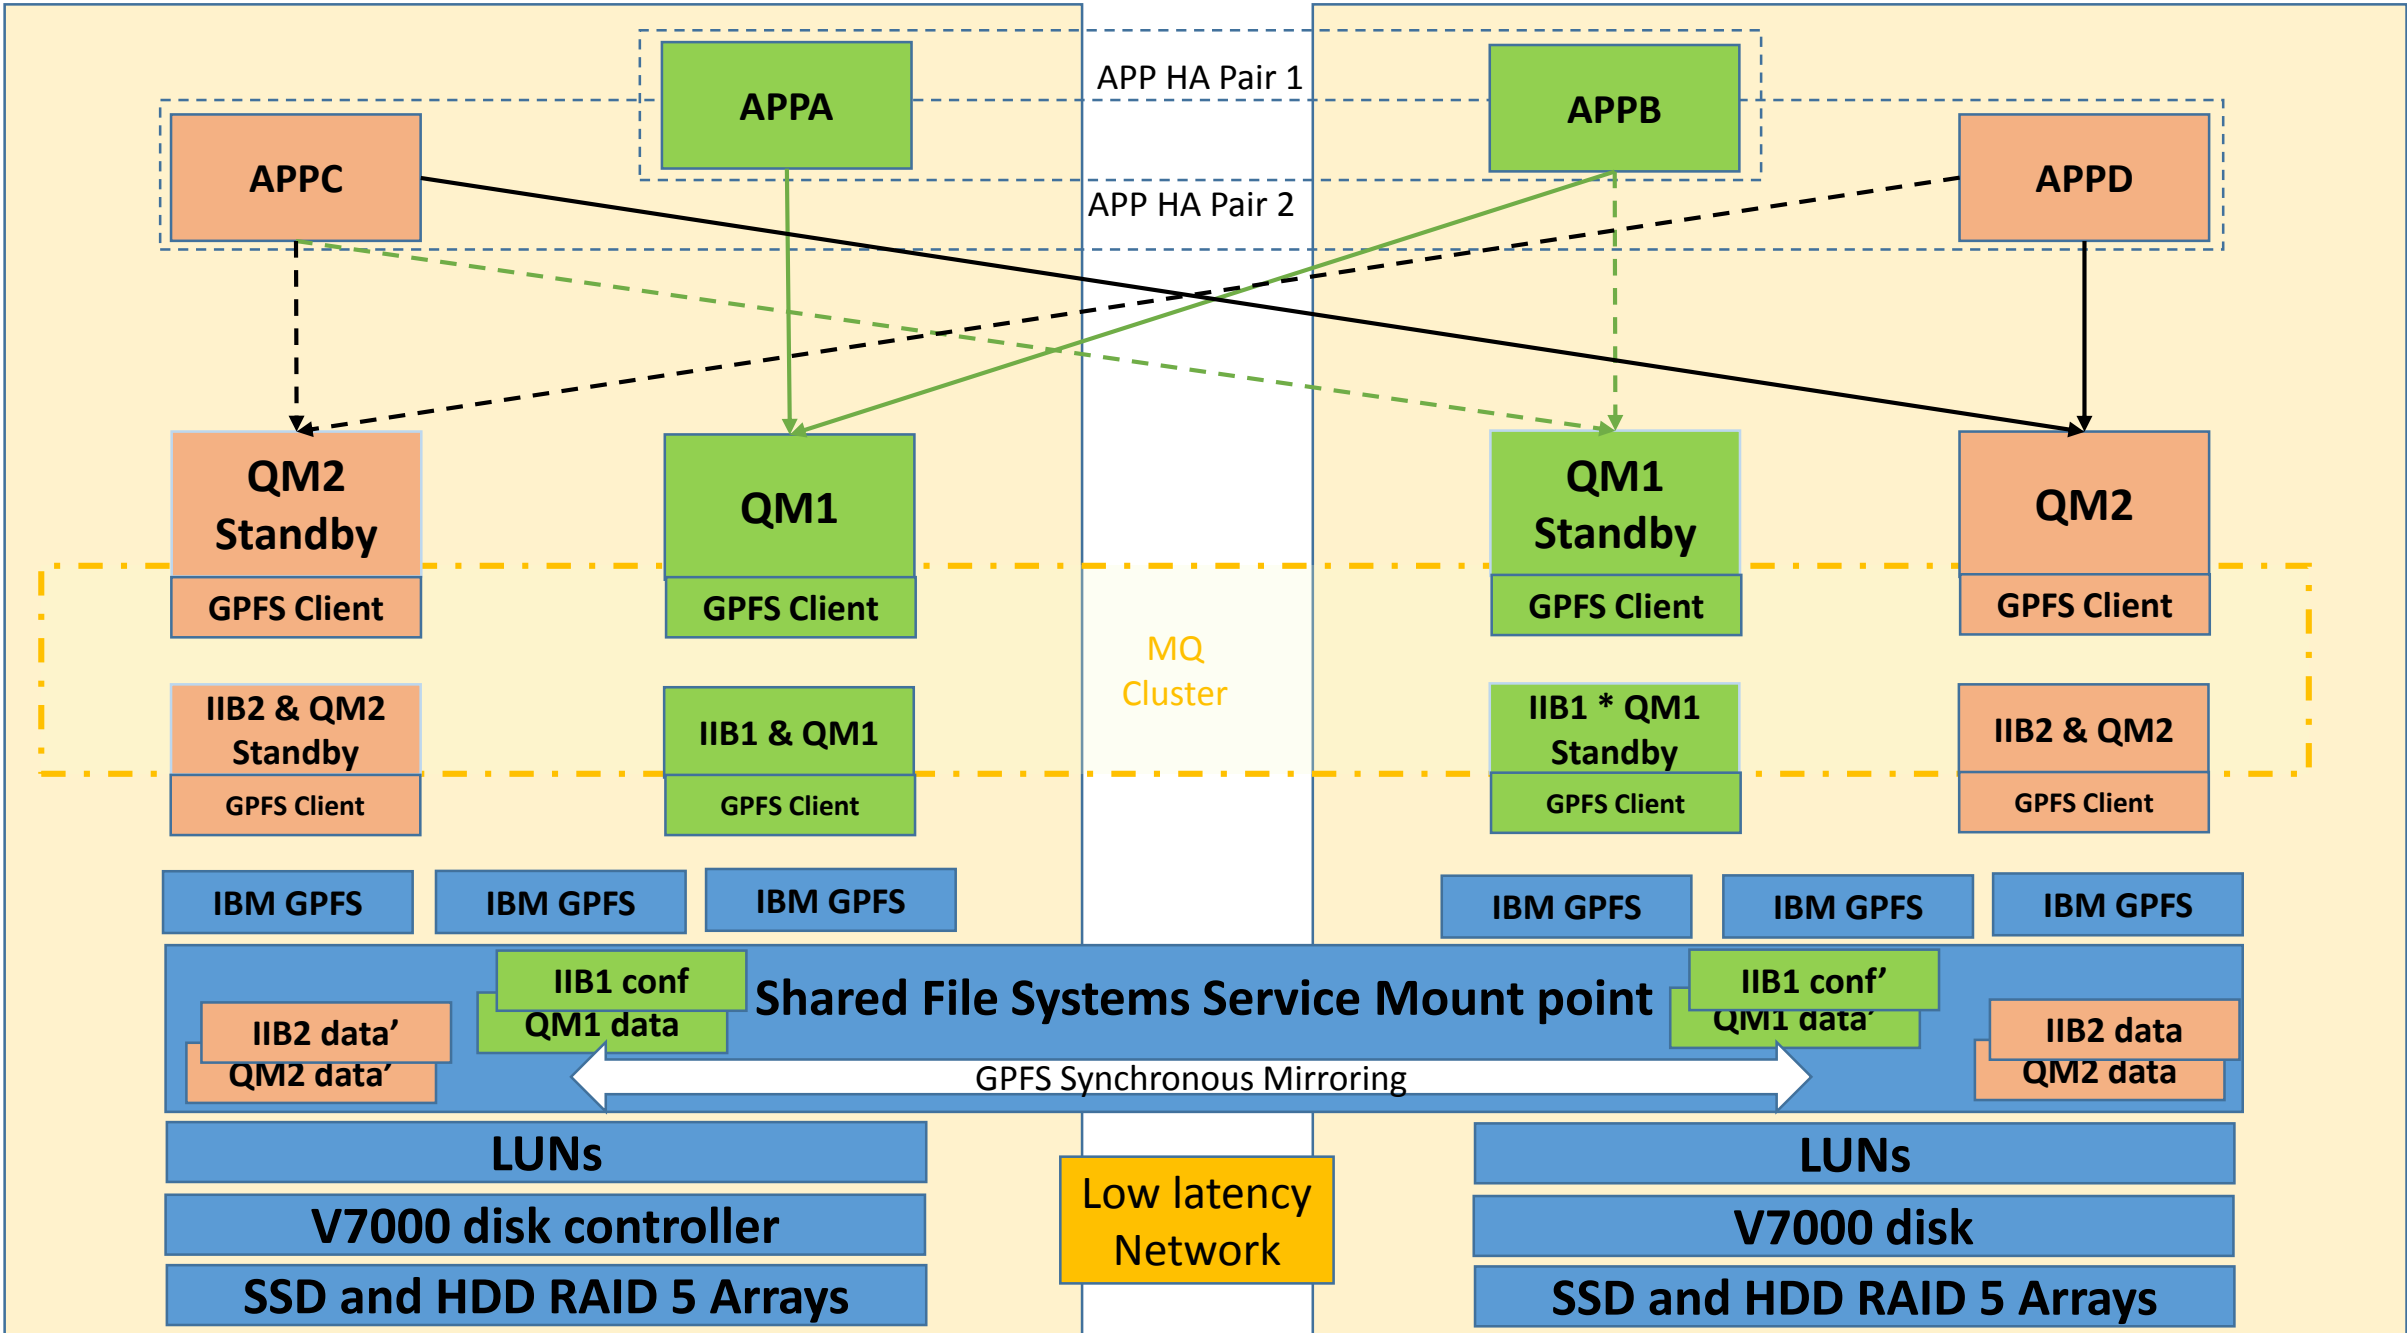 APP HA Pair 1
APPA
APPB
APPC
APPD
APP HA Pair 2
QM2
Standby
QM1
QM1
Standby
QM2
GPFS Client
GPFS Client
GPFS Client
GPFS Client
MQ
Cluster
IIB2 & QM2
Standby
IIB1 & QM1
IIB1 * QM1
Standby
IIB2 & QM2
GPFS Client
GPFS Client
GPFS Client
GPFS Client
IBM GPFS
IBM GPFS
IBM GPFS
IBM GPFS
IBM GPFS
IBM GPFS
IIB1 conf
QM1 data
Shared File Systems Service Mount point
IIB1 conf’
QM1 data’
IIB2 data’
QM2 data’
IIB2 data
QM2 data
GPFS Synchronous Mirroring
LUNs
LUNs
Low latency
Network
V7000 disk controller
V7000 disk
SSD and HDD RAID 5 Arrays
SSD and HDD RAID 5 Arrays